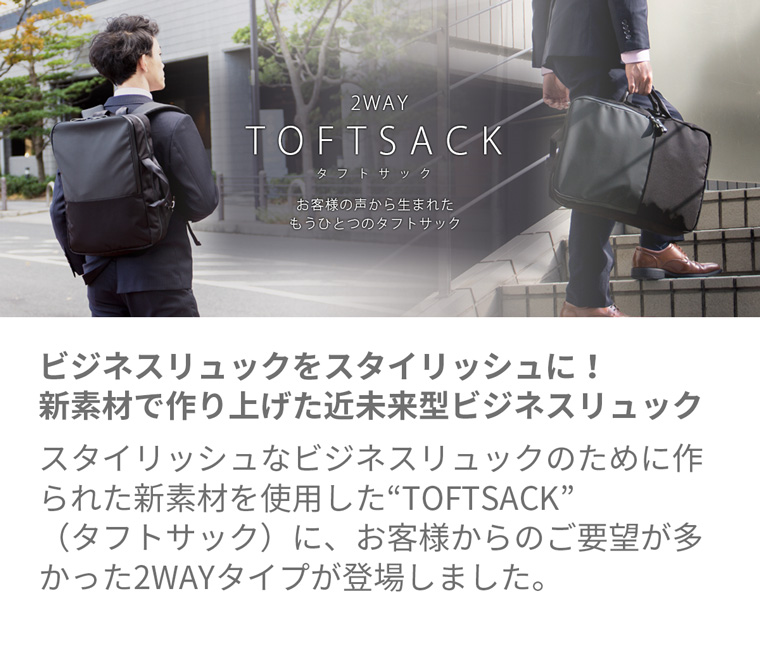 2WAY
TOFTSACK
タフトサック
お客様の声から生まれた
もうひとつのタフトサック
ビジネスリュックをスタイリッシュに！
新素材で作り上げた近未来型ビジネスリュック
スタイリッシュなビジネスリュックのために作
られた新素材を使用した“TOFTSACK”
（タフトサック）に、お客様からのご要望が多
かった2WAYタイプが登場しました。